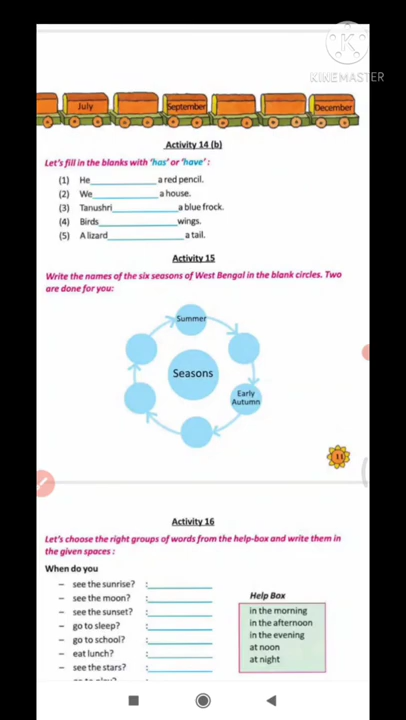 KINEMASTER
July September December
Activity 14 (b)
Let's fill in the blanks with 'has' or 'have' :
(1) He a red pencil.
(2) We a house.
(3) Tanushri a blue frock.
(4) Birds wings.
(5) A lizard a tail.
Activity 15
Write the names of the six seasons of West Bengal in the blank circles. Two
are done for you:
Summer
Seasons
Early
Autumn
11
Activity 16
Let's choose the right groups of words from the help-box and write them in
the given spaces :
When do you
– see the sunrise? :
– see the moon? :
– see the sunset? :
– go to sleep? :
– go to school? :
– eat lunch? :
– see the stars? :
Help Box
in the morning
in the afternoon
in the evening
at noon
at night